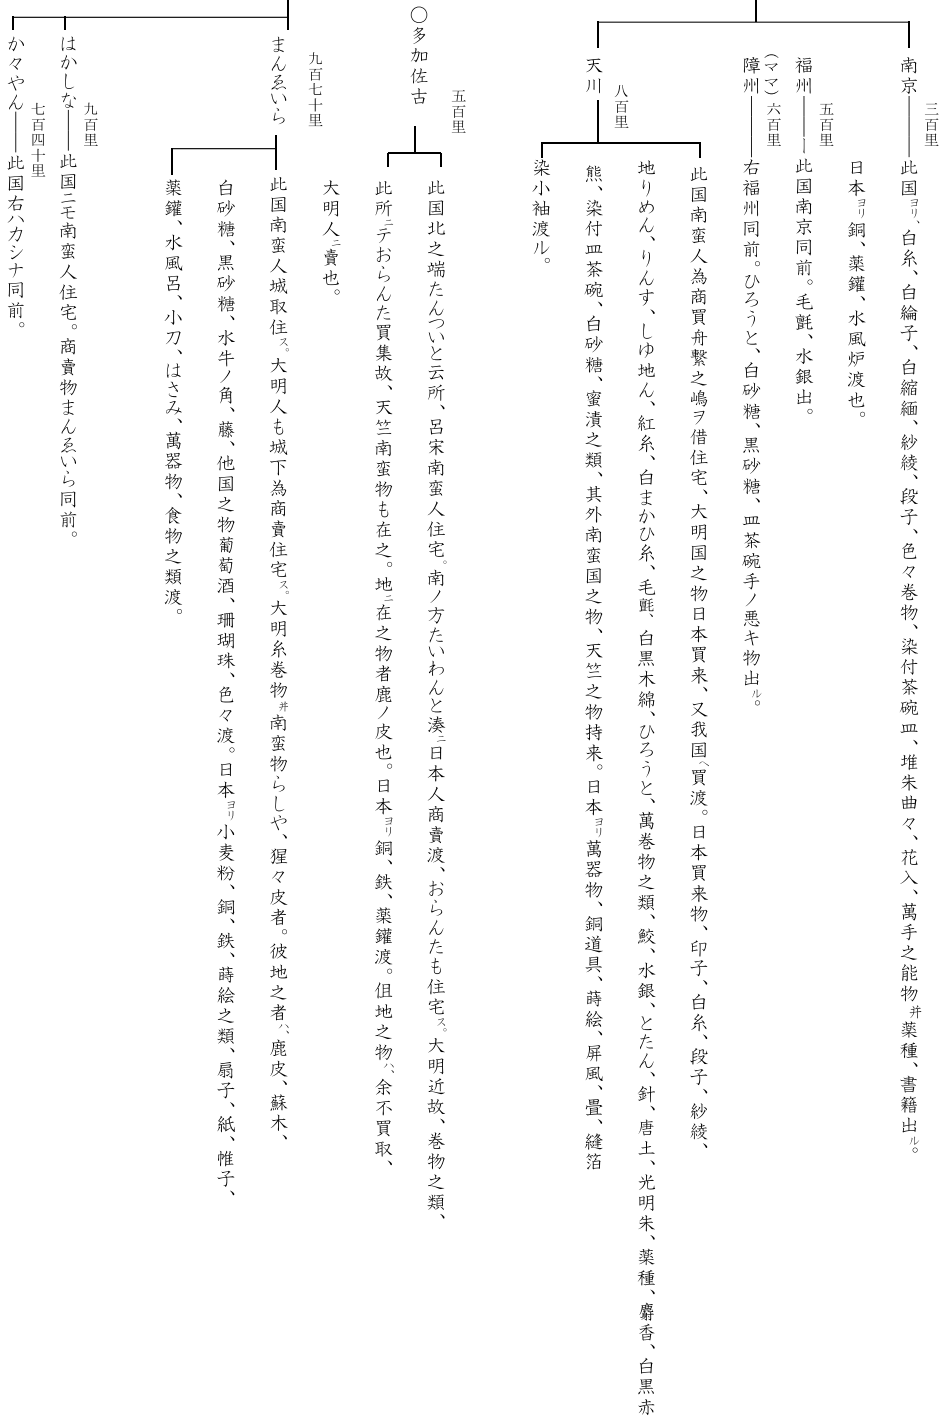 南京 三百里 此国ヨリ、白糸、白綸子、白縮緬、紗綾、段子、色々巻物、染付茶碗皿、堆朱曲々、花入、萬手之能物并薬種、書籍出ル。
日本ヨリ銅、薬鑵、水風炉渡也。
福州 五百里 此国南京同前。毛氈、水銀出。
障州(ママ) 六百里 右福州同前。ひろうと、白砂糖、黒砂糖、皿茶碗手ノ悪キ物出ル。
天川 八百里
此国南蛮人為商買舟繋之嶋ヲ借住宅、大明国之物日本買来、又我国へ買渡。日本買来物、印子、白糸、段子、紗綾、
地りめん、りんす、しゆ地ん、紅糸、白まかひ糸、毛氈、白黒木綿、ひろうと、萬巻物之類、鮫、水銀、とたん、針、唐土、光明朱、薬種、麝香、白黒赤
熊、染付皿茶碗、白砂糖、蜜漬之類、其外南蛮国之物、天竺之物持来。日本ヨリ萬器物、銅道具、蒔絵、屏風、畳、縫箔
染小袖渡ル。
〇多加佐古 五百里
此国北之端たんついと云所、呂宋南蛮人住宅。南ノ方たいわんと湊ニ日本人商賣渡、おらんたも住宅ス。大明近故、巻物之類、
此所ニテおらんた買集故、天竺南蛮物も在之。地ニ在之物者鹿ノ皮也。日本ヨリ銅、鉄、薬鑵渡。伹地之物ハ、余不買取、
大明人ニ賣也。
まんゑいら 九百七十里
此国南蛮人城取住ス。大明人も城下為商賣住宅ス。大明糸巻物并南蛮物らしや、猩々皮者。彼地之者ハ、鹿皮、蘇木、
白砂糖、黒砂糖、水牛ノ角、藤、他国之物葡萄酒、珊瑚珠、色々渡。日本ヨリ小麦粉、銅、鉄、蒔絵之類、扇子、紙、帷子、
薬鑵、水風呂、小刀、はさみ、萬器物、食物之類渡。
はかしな 九百里 此国ニモ南蛮人住宅。商賣物まんゑいら同前。
か々やん 七百四十里 此国右ハカシナ同前。